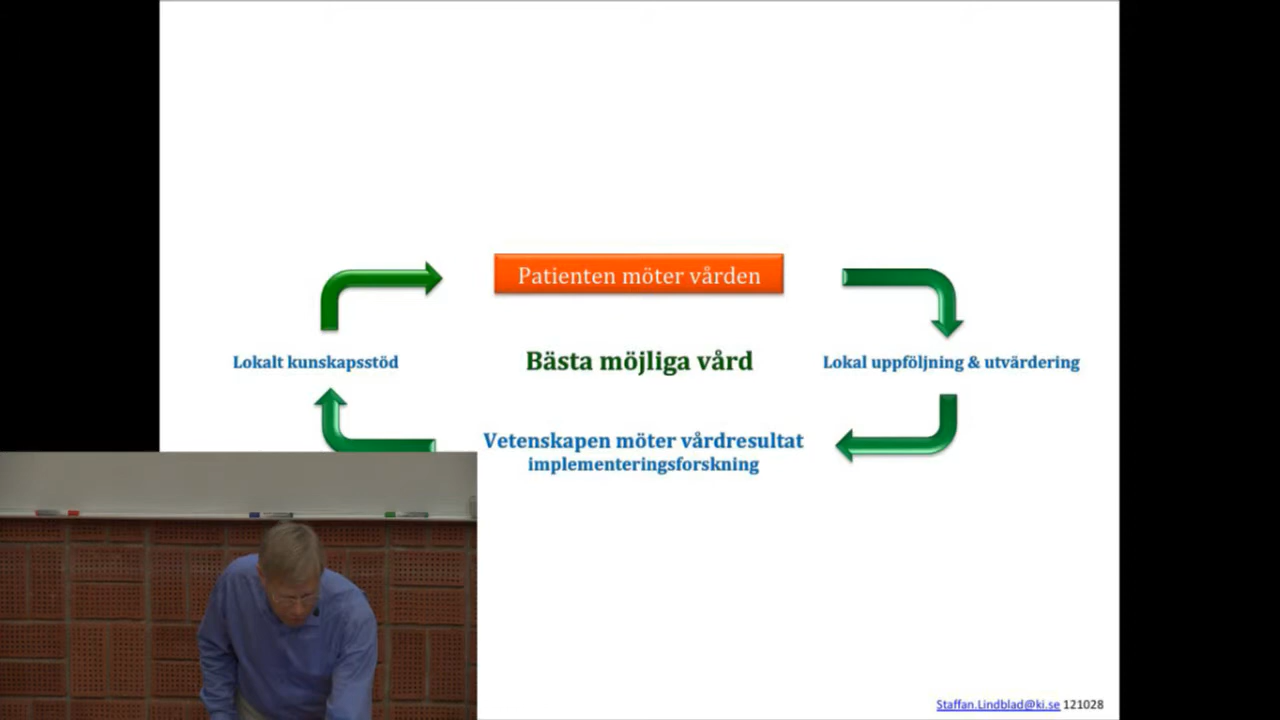 Patienten möter vården
Lokalt kunskapsstöd
Bästa möjliga vård
Lokal uppföljning & utvärdering
Vetenskapen möter vårdresultat
implementeringsforskning
Staffan.Lindblad@ki.se 121028